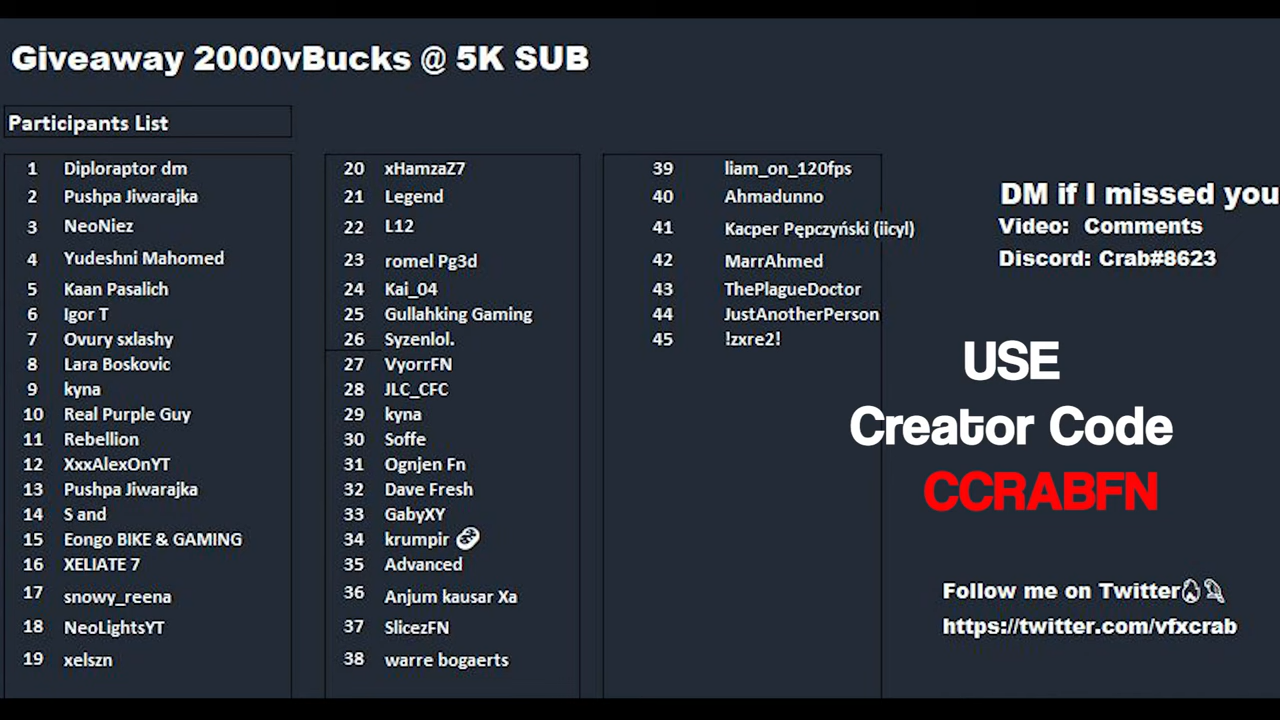 Giveaway 2000vBucks @ 5K SUB
Participants List
1 Diploraptor dm
2 Pushpa Jiwarajka
3 NeoNiez
4 Yudeshni Mahomed
5 Kaan Pasalich
6 Igor T
7 Ovury sxlashy
8 Lara Boskovic
9 kyna
10 Real Purple Guy
11 Rebellion
12 XxxAlexOnYT
13 Pushpa Jiwarajka
14 S and
15 Eongo BIKE & GAMING
16 XELIATE 7
17 snowy_reena
18 NeoLightsYT
19 xelszn
20 xHamzaZ7
21 Legend
22 L12
23 romel Pg3d
24 Kai_04
25 Gullahking Gaming
26 Syzenlol.
27 VyorrFN
28 JLC_CFC
29 kyna
30 Soffe
31 Ognjen Fn
32 Dave Fresh
33 GabyXY
34 krumpir 🥔
35 Advanced
36 Anjum kausar Xa
37 SlicezFN
38 warre bogaerts
39 liam_on_120fps
40 Ahmadunno
41 Kacper Pępczyński (iicyl)
42 MarrAhmed
43 ThePlagueDoctor
44 JustAnotherPerson
45 !zxre2!
DM if I missed you
Video: Comments
Discord: Crab#8623
USE
Creator Code
CCRABFN
Follow me on Twitter
https://twitter.com/vfxcrab